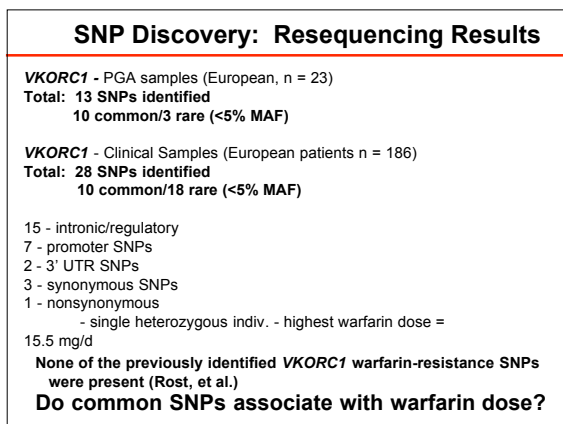 SNP Discovery:  Resequencing Results
VKORC1 - PGA samples (European, n = 23)
Total:  13 SNPs identified
10 common/3 rare (<5% MAF)
VKORC1 - Clinical Samples (European patients n = 186)
Total:  28 SNPs identified
10 common/18 rare (<5% MAF)
15 - intronic/regulatory
7 - promoter SNPs
2 - 3' UTR SNPs
3 - synonymous SNPs
1 - nonsynonymous
- single heterozygous indiv. - highest warfarin dose =
15.5 mg/d
None of the previously identified VKORC1 warfarin-resistance SNPs
were present (Rost, et al.)
Do common SNPs associate with warfarin dose?